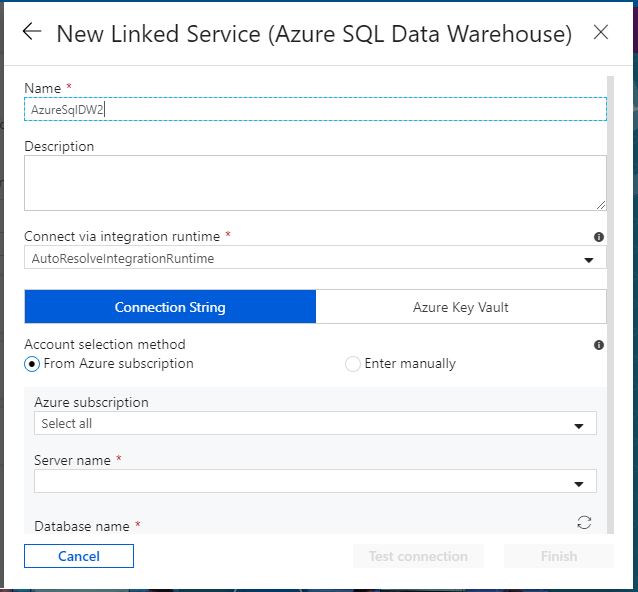 New Linked Service (Azure SQL Data Warehouse)
Name *
AzureSqlDW2
Description
Connect via integration runtime *
AutoResolveIntegrationRuntime
Connection String Azure Key Vault
Account selection method
From Azure subscription Enter manually
Azure subscription
Select all
Server name *
Database name *
Cancel Test connection Finish